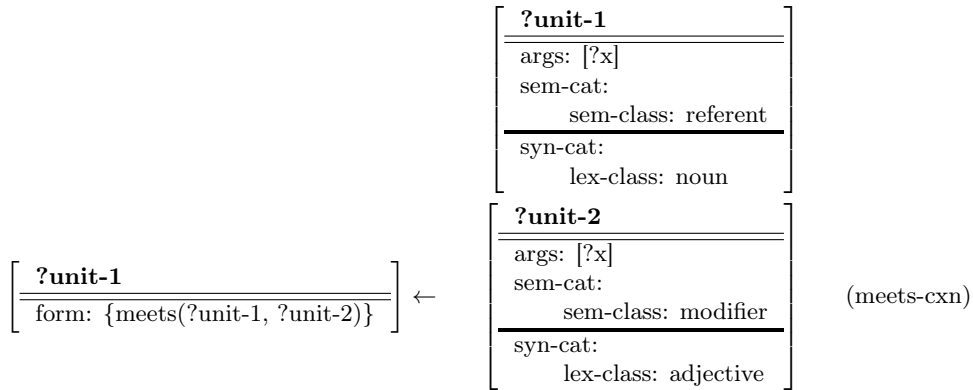 ?unit-1
args: [?x]
sem-cat:
sem-class: referent
syn-cat:
lex-class: noun
?unit-1
form: {meets(?unit-1, ?unit-2)}
←
?unit-2
args: [?x]
sem-cat:
sem-class: modifier
syn-cat:
lex-class: adjective
(meets-cxn)